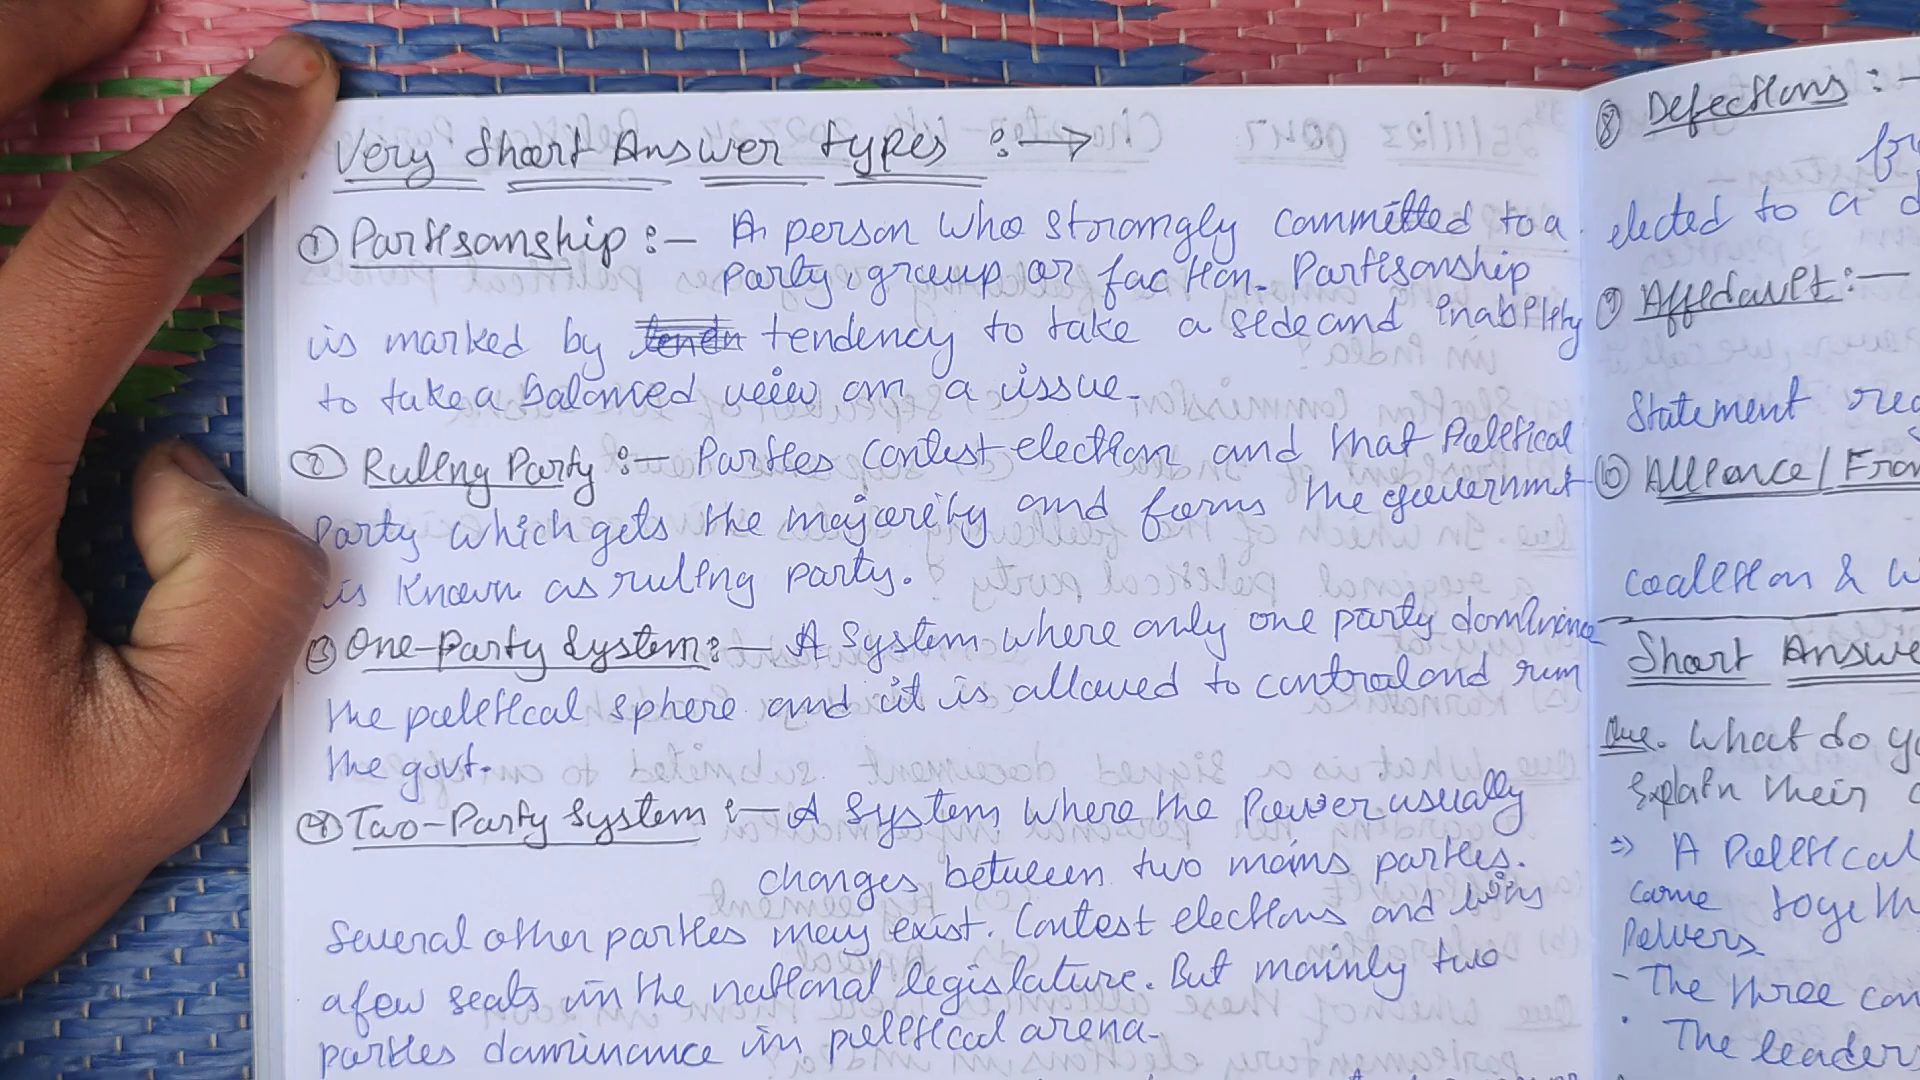 Very Short Answer types :→
① Partisanship :- A person who strongly committed to a
party, group or faction. Partisanship
is marked by tendency to take a side and inability
to take a balanced veiw on a issue.
② Ruling Party :- Parties contest election and that Political
Party which gets the majority and forms the government
is known as ruling party.
③ One-Party System :- A System where only one party dominance
the political sphere and it is allowed to control and run
the govt.
④ Two-Party System :- A System where the Power usually
changes between two mains parties.
Several other parties may exist. Contest elections and wins
a few seats in the national legislature. But mainly two
parties dominance in political arena.
⑧ Defections :-
elected to a
⑨ Affidavit :-
Statement
⑩ Alliance/
Coalition &
Short
Que. What do
Explain their
⇒ A Political
came
Powers
- The three
The